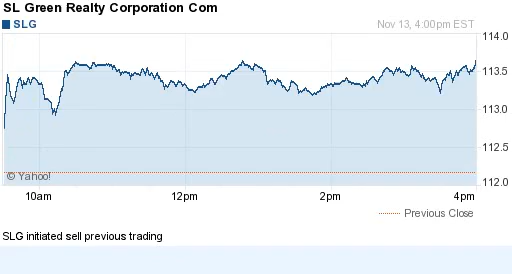 SL Green Realty Corporation Com
SLG
Nov 13, 4:00pm EST
114.0
113.5
113.0
112.5
112.0
© Yahoo!
10am
12pm
2pm
4pm
Previous Close
SLG initiated sell previous trading